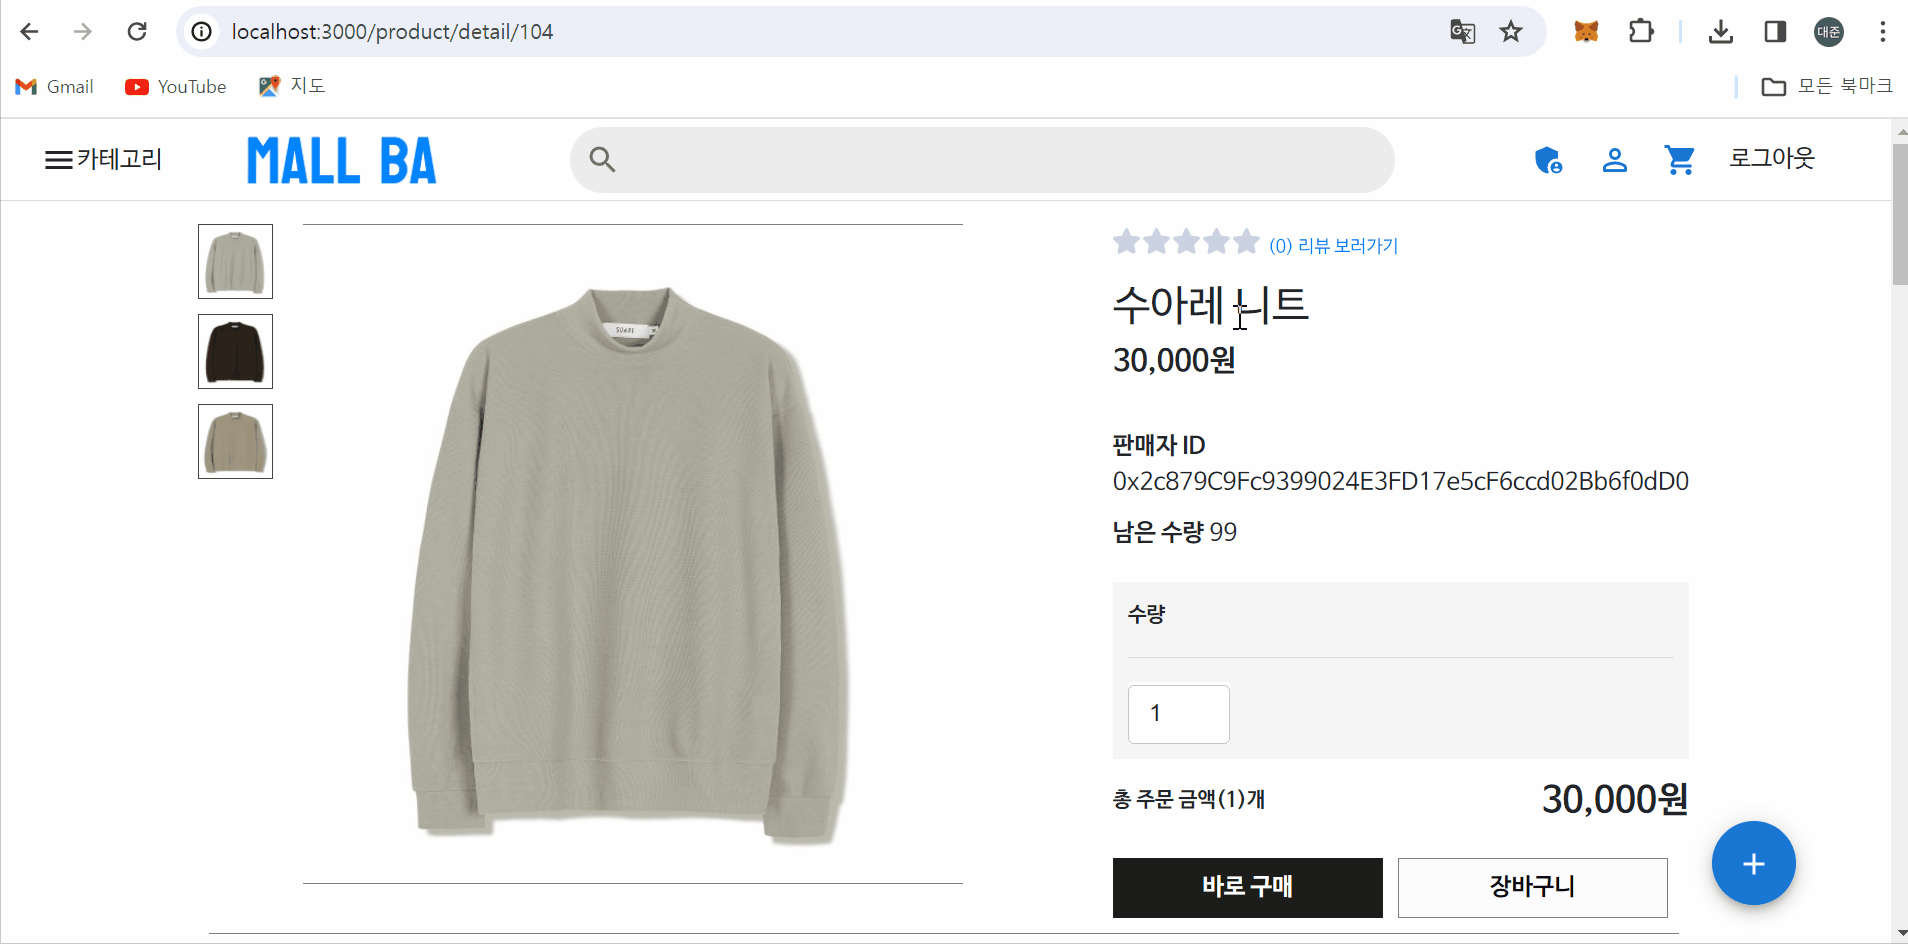 localhost:3000/product/detail/104
대준
Gmail
YouTube
지도
모든 북마크
카테고리
MALL BA
로그아웃
(0) 리뷰 보러가기
수아레 니트
30,000원
SUARE
판매자 ID
0x2c879C9Fc9399024E3FD17e5cF6ccd02Bb6f0dD0
남은 수량 99
수량
1
총 주문 금액(1)개
30,000원
바로 구매
장바구니